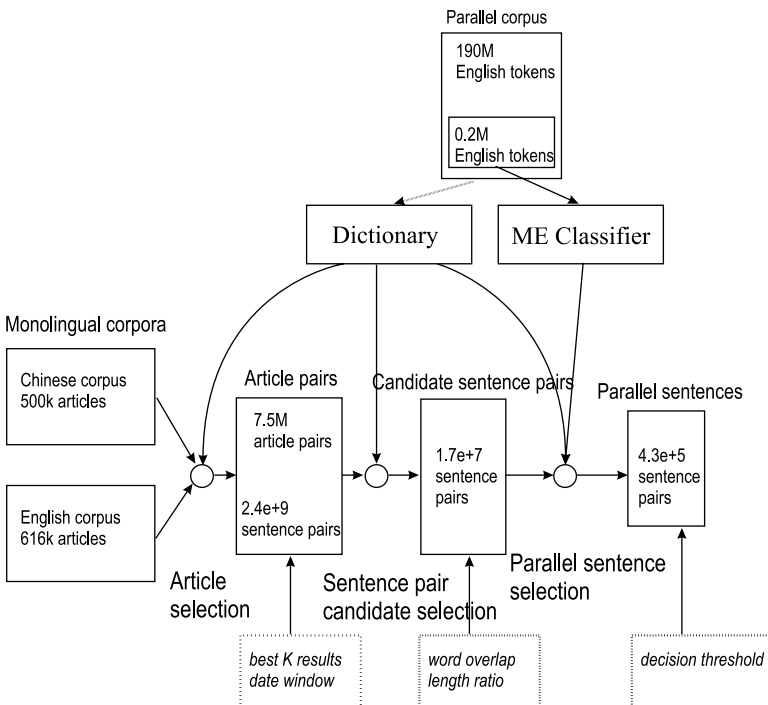 Parallel corpus
190M
English tokens
0.2M
English tokens
Dictionary
ME Classifier
Monolingual corpora
Chinese corpus
500k articles
English corpus
616k articles
Article pairs
7.5M
article pairs
2.4e+9
sentence pairs
Candidate sentence pairs
1.7e+7
sentence
pairs
Parallel sentences
4.3e+5
sentence
pairs
Article
selection
Sentence pair
candidate selection
Parallel sentence
selection
best K results
date window
word overlap
length ratio
decision threshold